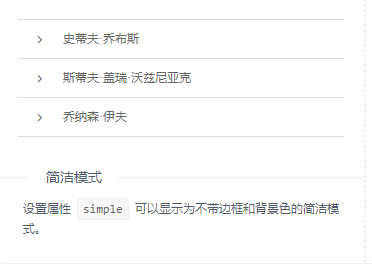 史蒂夫·乔布斯
斯蒂夫·盖瑞·沃兹尼亚克
乔纳森·伊夫
简洁模式
设置属性 simple 可以显示为不带边框和背景色的简洁模
式。